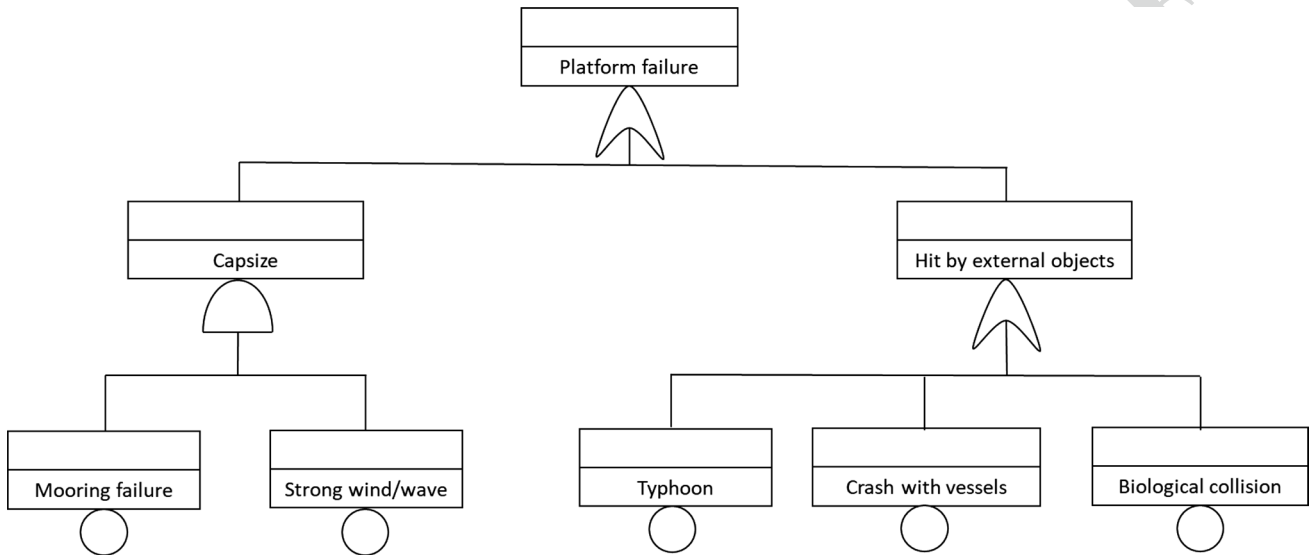 Platform failure
Capsize
Hit by external objects
Mooring failure
Strong wind/wave
Typhoon
Crash with vessels
Biological collision